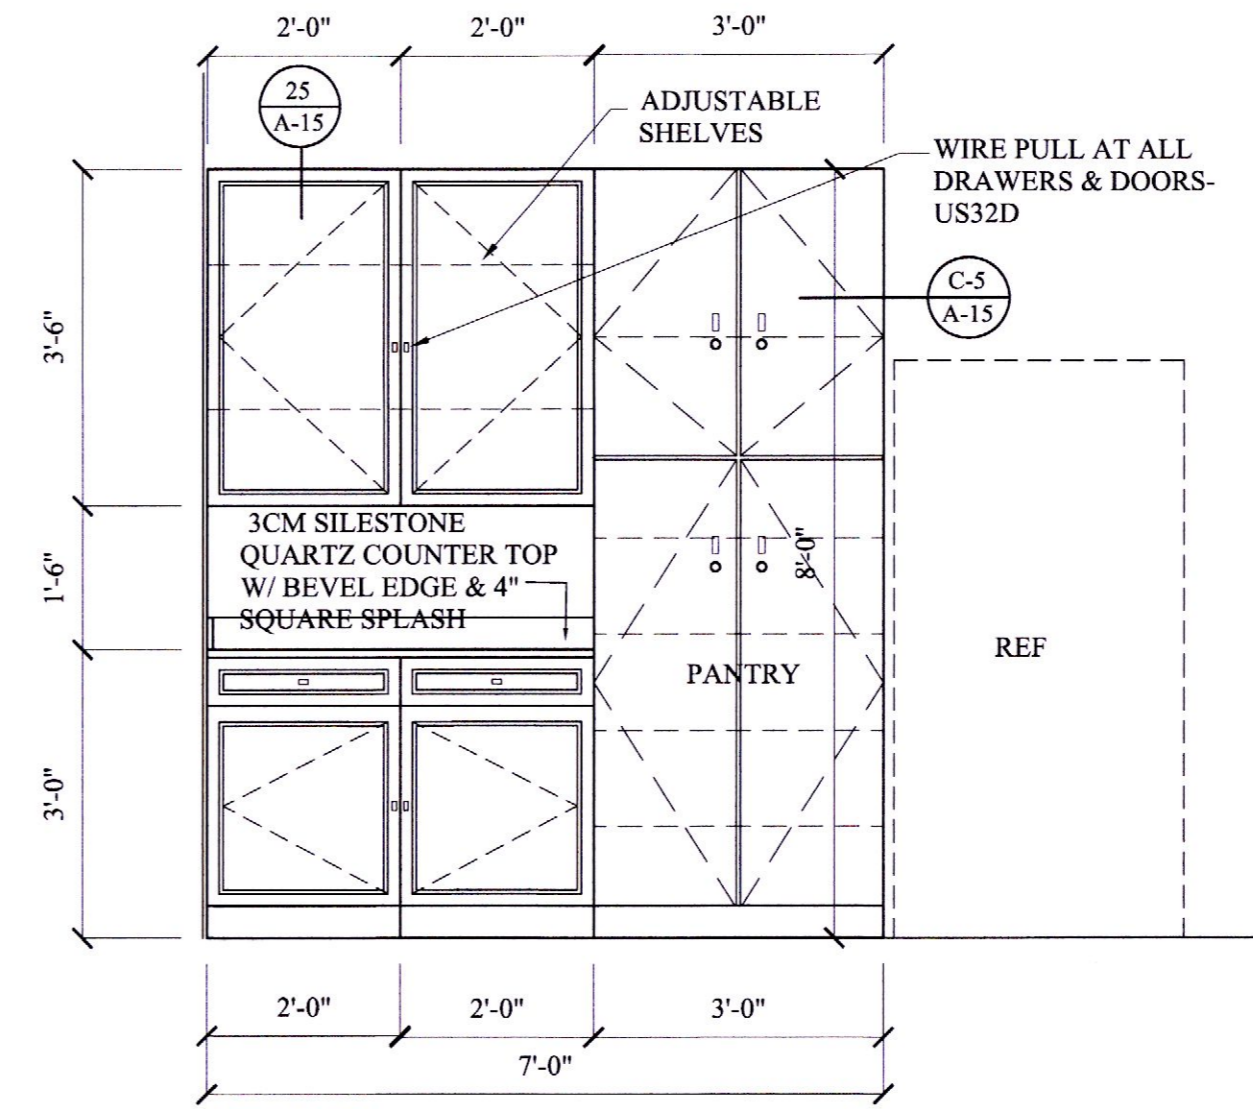 2'-0"
2'-0"
3'-0"
25
A-15
ADJUSTABLE
SHELVES
WIRE PULL AT ALL
DRAWERS & DOORS-
US32D
C-5
A-15
3'-6"
3CM SILESTONE
QUARTZ COUNTER TOP
W/ BEVEL EDGE & 4"
SQUARE SPLASH
1'-6"
8'-0"
REF
PANTRY
3'-0"
2'-0"
2'-0"
3'-0"
7'-0"